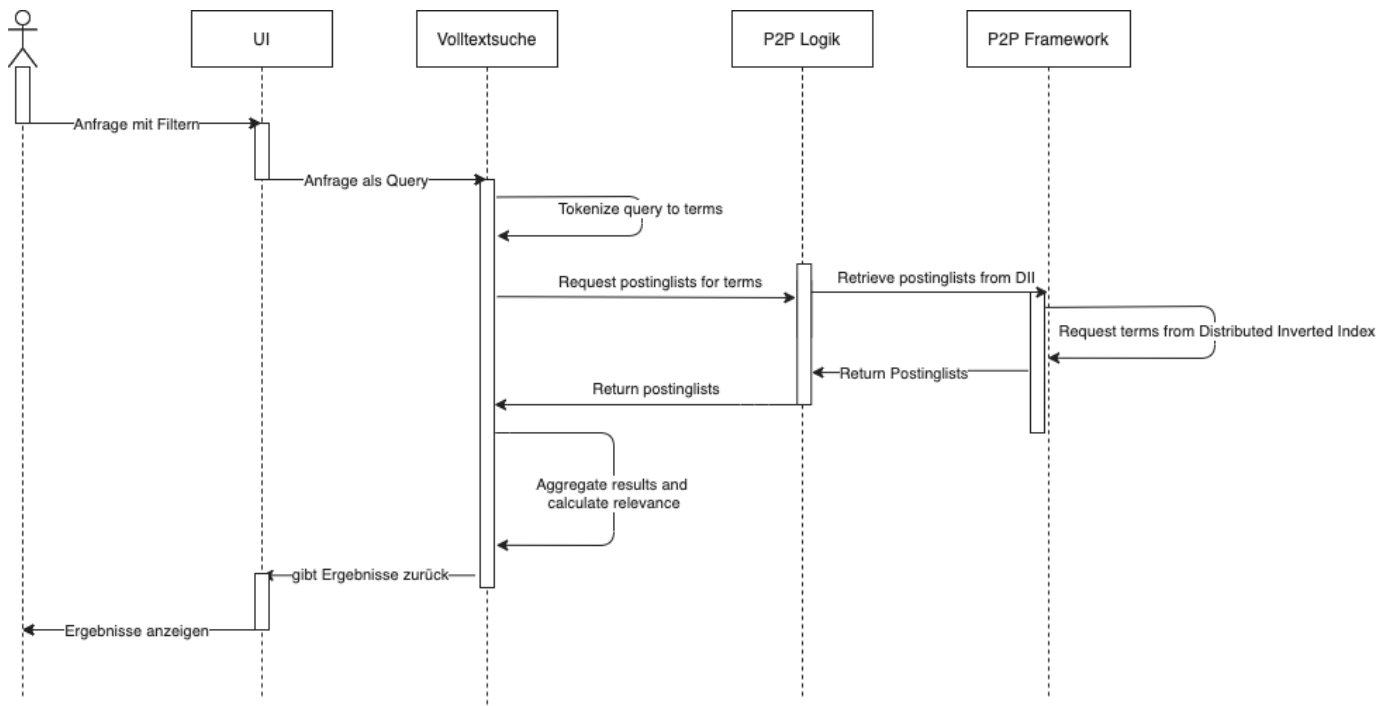 UI
Volltextsuche
P2P Logik
P2P Framework
Anfrage mit Filtern
Anfrage als Query
Tokenize query to terms
Request postinglists for terms
Retrieve postinglists from DII
Request terms from Distributed Inverted Index
Return Postinglists
Return postinglists
Aggregate results and
calculate relevance
gibt Ergebnisse zurück
Ergebnisse anzeigen